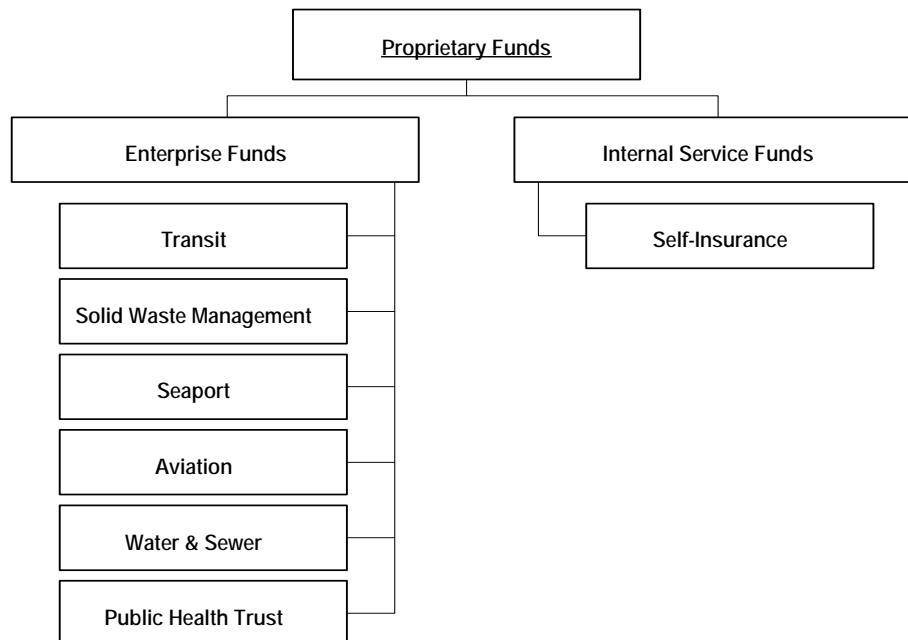 Proprietary Funds
Enterprise Funds
Internal Service Funds
Transit
Self-Insurance
Solid Waste Management
Seaport
Aviation
Water & Sewer
Public Health Trust